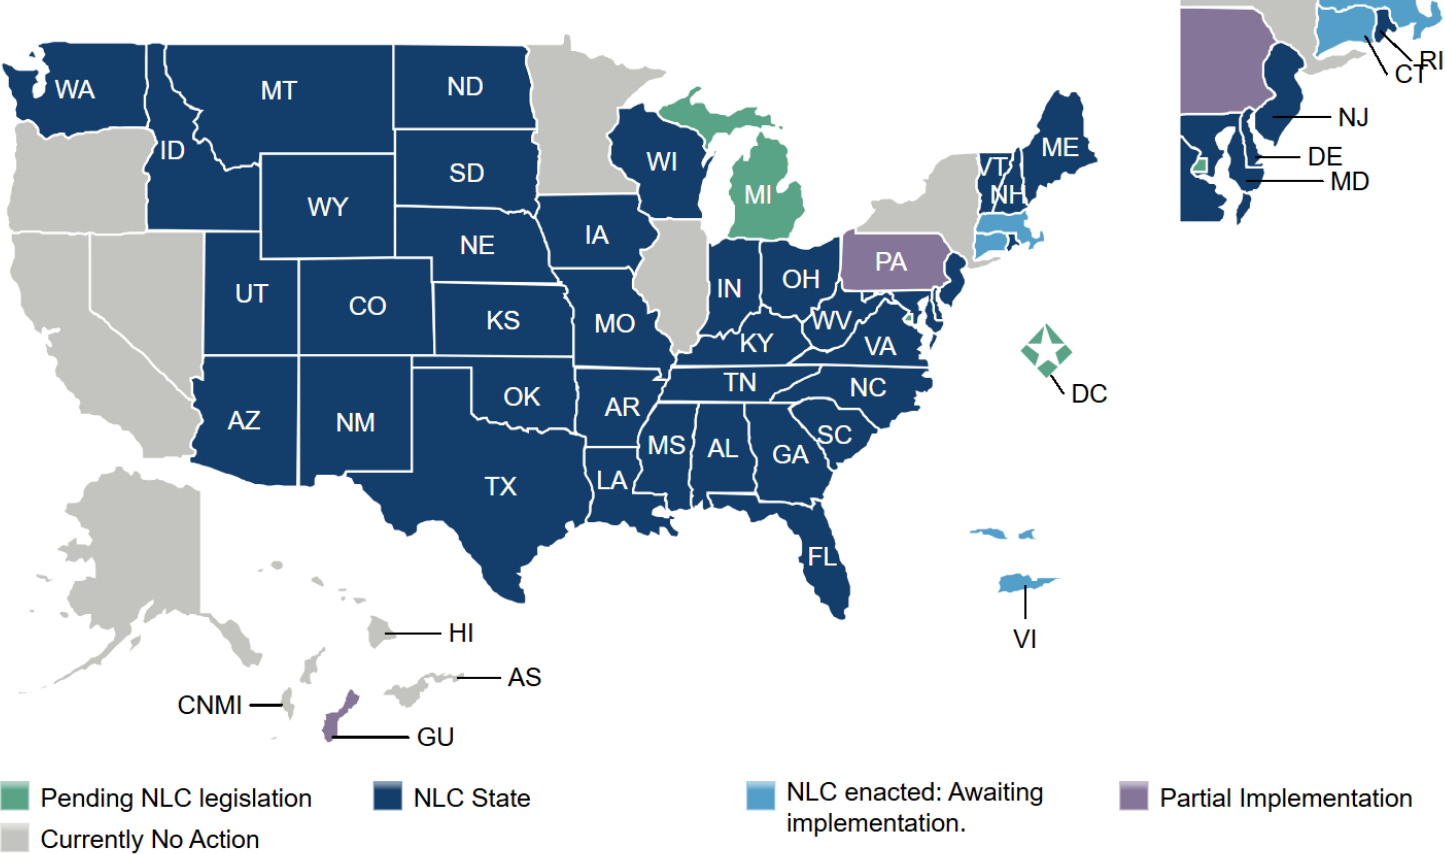 RI
CT
NJ
DE
MD
WA
MT
ND
ID
SD
WI
MI
VT
NH
ME
WY
NE
IA
PA
UT
CO
KS
MO
IN
OH
WV
KY
VA
AZ
NM
OK
AR
TN
NC
MS
AL
GA
SC
DC
TX
LA
FL
HI
VI
AS
CNMI
GU
Pending NLC legislation
NLC State
NLC enacted: Awaiting
implementation.
Partial Implementation
Currently No Action